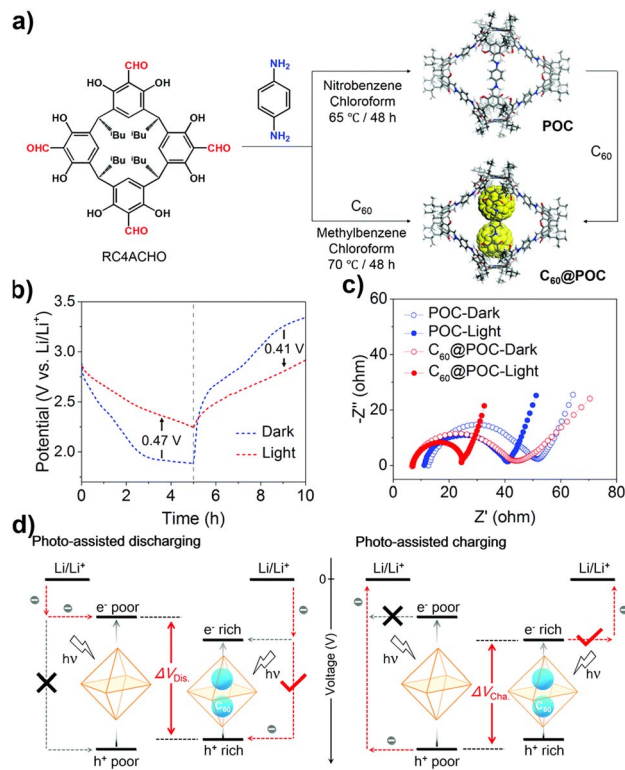 a)
CHO
OH
HO
OH
HO
iBu
iBu
OHC
CHO
iBu
iBu
HO
OH
HO
OH
CHO
RC4ACHO
NH₂
NH₂
Nitrobenzene
Chloroform
65 °C / 48 h
POC
C₆₀
C₆₀
Methylbenzene
Chloroform
70 °C / 48 h
C₆₀@POC
b)
Potential (V vs. Li/Li⁺)
3.5
3.0
2.5
2.0
0.41 V
0.47 V
Dark
Light
0 2 4 6 8 10
Time (h)
c)
-Z'' (ohm)
60
40
20
0
POC-Dark
POC-Light
C₆₀@POC-Dark
C₆₀@POC-Light
0 20 40 60 80
Z' (ohm)
d)
Photo-assisted discharging
Li/Li⁺
Li/Li⁺
e⁻ poor
e⁻ rich
hν
hν
ΔV_Dis.
C₆₀
h⁺ poor
h⁺ rich
0
Voltage (V)
Photo-assisted charging
Li/Li⁺
Li/Li⁺
e⁻ poor
e⁻ rich
hν
hν
ΔV_Cha.
C₆₀
h⁺ poor
h⁺ rich